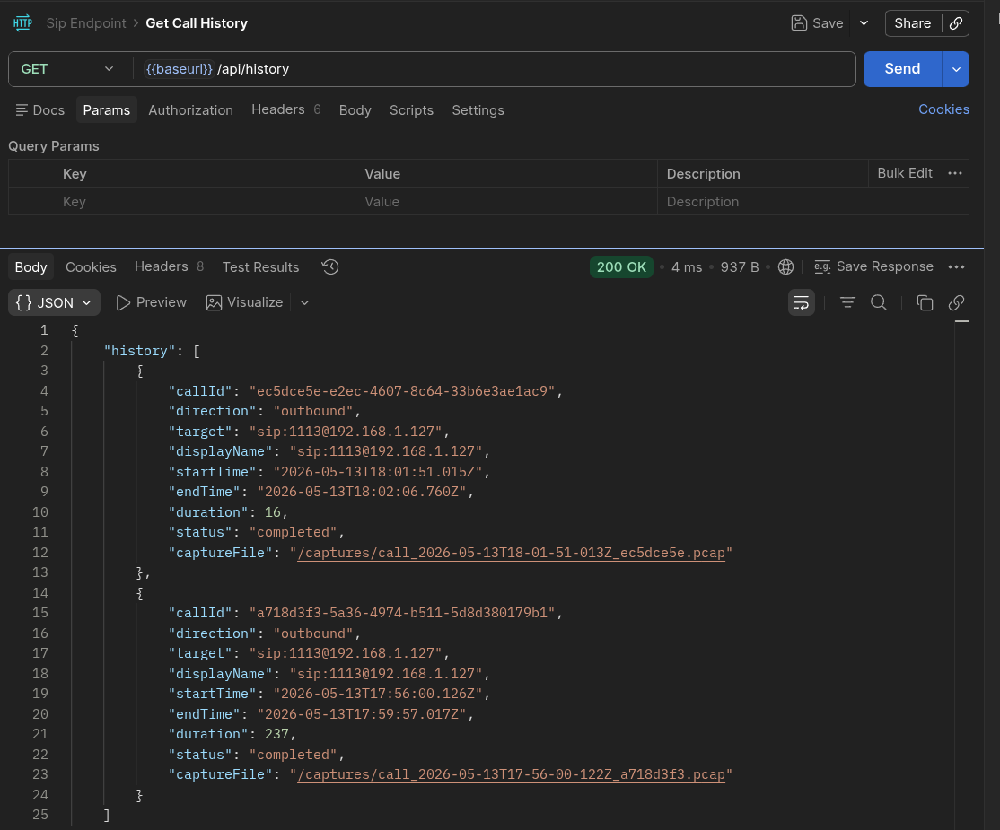 HTTP Sip Endpoint > Get Call History Save Share
GET {{baseurl}} /api/history Send
Docs Params Authorization Headers 6 Body Scripts Settings Cookies
Query Params
Key Value Description Bulk Edit
Key Value Description
Body Cookies Headers 8 Test Results 200 OK • 4 ms • 937 B e.g. Save Response
{} JSON Preview Visualize
1 {
2 "history": [
3 {
4 "callId": "ec5dce5e-e2ec-4607-8c64-33b6e3ae1ac9",
5 "direction": "outbound",
6 "target": "sip:1113@192.168.1.127",
7 "displayName": "sip:1113@192.168.1.127",
8 "startTime": "2026-05-13T18:01:51.015Z",
9 "endTime": "2026-05-13T18:02:06.760Z",
10 "duration": 16,
11 "status": "completed",
12 "captureFile": "/captures/call_2026-05-13T18-01-51-013Z_ec5dce5e.pcap"
13 },
14 {
15 "callId": "a718d3f3-5a36-4974-b511-5d8d380179b1",
16 "direction": "outbound",
17 "target": "sip:1113@192.168.1.127",
18 "displayName": "sip:1113@192.168.1.127",
19 "startTime": "2026-05-13T17:56:00.126Z",
20 "endTime": "2026-05-13T17:59:57.017Z",
21 "duration": 237,
22 "status": "completed",
23 "captureFile": "/captures/call_2026-05-13T17-56-00-122Z_a718d3f3.pcap"
24 }
25 ]